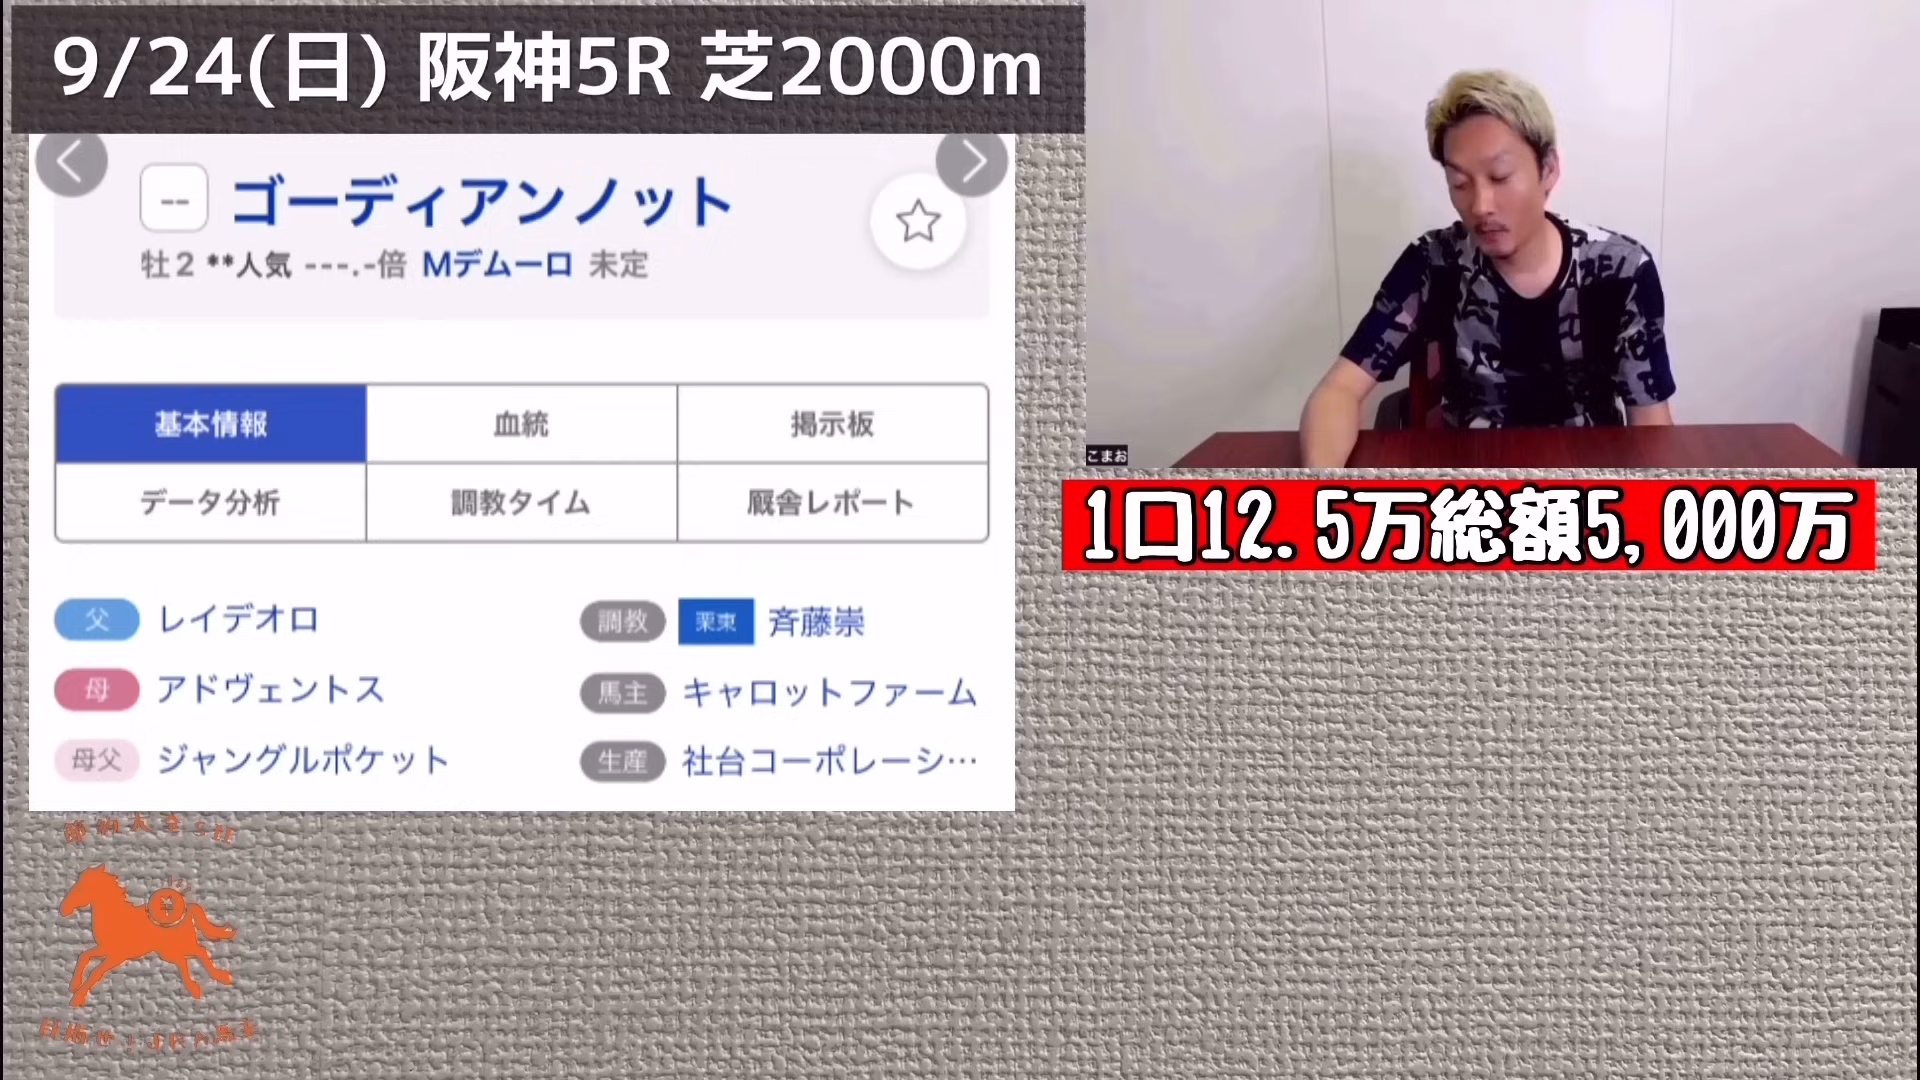 9/24(日) 阪神5R 芝2000m
-- ゴーディアンノット
牡2 **人気 ---.-倍 Mデムーロ 未定
基本情報 血統 掲示板
データ分析 調教タイム 厩舎レポート
父 レイデオロ
母 アドヴェントス
母父 ジャングルポケット
調教 栗東 斉藤崇
馬主 キャロットファーム
生産 社台コーポレーシ…
こまお
1口12.5万総額5,000万
¥